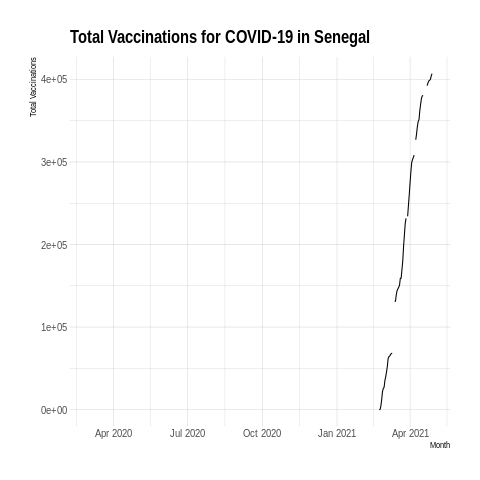 Total Vaccinations for COVID-19 in Senegal
Total Vaccinations
4e+05
3e+05
2e+05
1e+05
0e+00
Apr 2020 Jul 2020 Oct 2020 Jan 2021 Apr 2021
Month